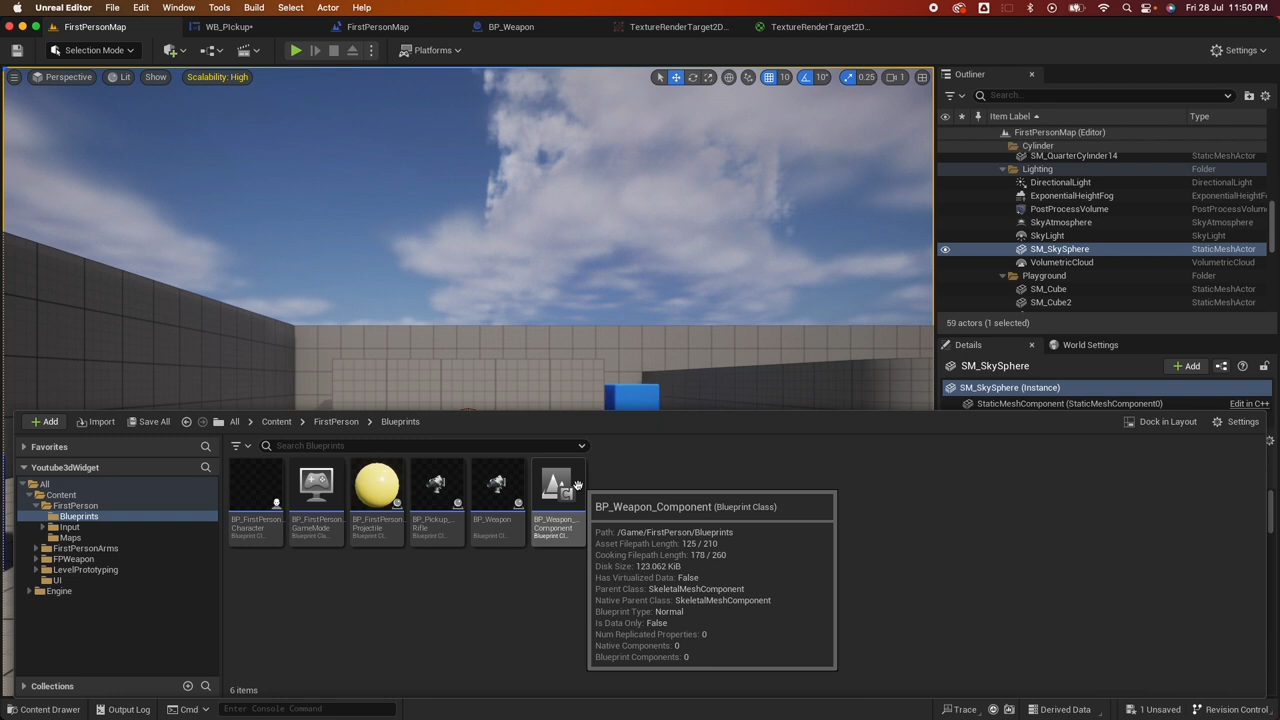 Unreal Editor File Edit Window Tools Build Select Actor Help
Fri 28 Jul 11:50 PM
FirstPersonMap
WB_PIckup*
FirstPersonMap
BP_Weapon
TextureRenderTarget2D...
TextureRenderTarget2D...
Selection Mode
Platforms
Settings
Perspective
Lit
Show
Scalability: High
10
10°
0.25
1
Outliner
Search...
Item Label
Type
FirstPersonMap (Editor)
Cylinder
SM_QuarterCylinder14 StaticMeshActor
Lighting Folder
DirectionalLight DirectionalLight
ExponentialHeightFog ExponentialHeightF
PostProcessVolume PostProcessVolum
SkyAtmosphere SkyAtmosphere
SkyLight SkyLight
SM_SkySphere StaticMeshActor
VolumetricCloud VolumetricCloud
Playground Folder
SM_Cube StaticMeshActor
SM_Cube2 StaticMeshActor
59 actors (1 selected)
Details
World Settings
SM_SkySphere
Add
SM_SkySphere (Instance)
StaticMeshComponent (StaticMeshComponent0) Edit in C++
Add
Import
Save All
All
Content
FirstPerson
Blueprints
Dock in Layout
Settings
Favorites
Youtube3dWidget
All
Content
FirstPerson
Blueprints
Input
Maps
FirstPersonArms
FPWeapon
LevelPrototyping
UI
Engine
Collections
Search Blueprints
BP_FirstPerson
Character
Blueprint Cl...
BP_FirstPerson
GameMode
Blueprint Cla...
BP_FirstPerson
Projectile
Blueprint Cl...
BP_Pickup_...
Rifle
Blueprint Cl...
BP_Weapon
Blueprint Cl...
BP_Weapon_...
Component
Blueprint Cl...
BP_Weapon_Component (Blueprint Class)
Path: /Game/FirstPerson/Blueprints
Asset Filepath Length: 125 / 210
Cooking Filepath Length: 178 / 260
Disk Size: 123.062 KiB
Has Virtualized Data: False
Parent Class: SkeletalMeshComponent
Native Parent Class: SkeletalMeshComponent
Blueprint Type: Normal
Is Data Only: False
Num Replicated Properties: 0
Native Components: 0
Blueprint Components: 0
6 items
Content Drawer
Output Log
Cmd
Enter Console Command
Trace
Derived Data
1 Unsaved
Revision Control